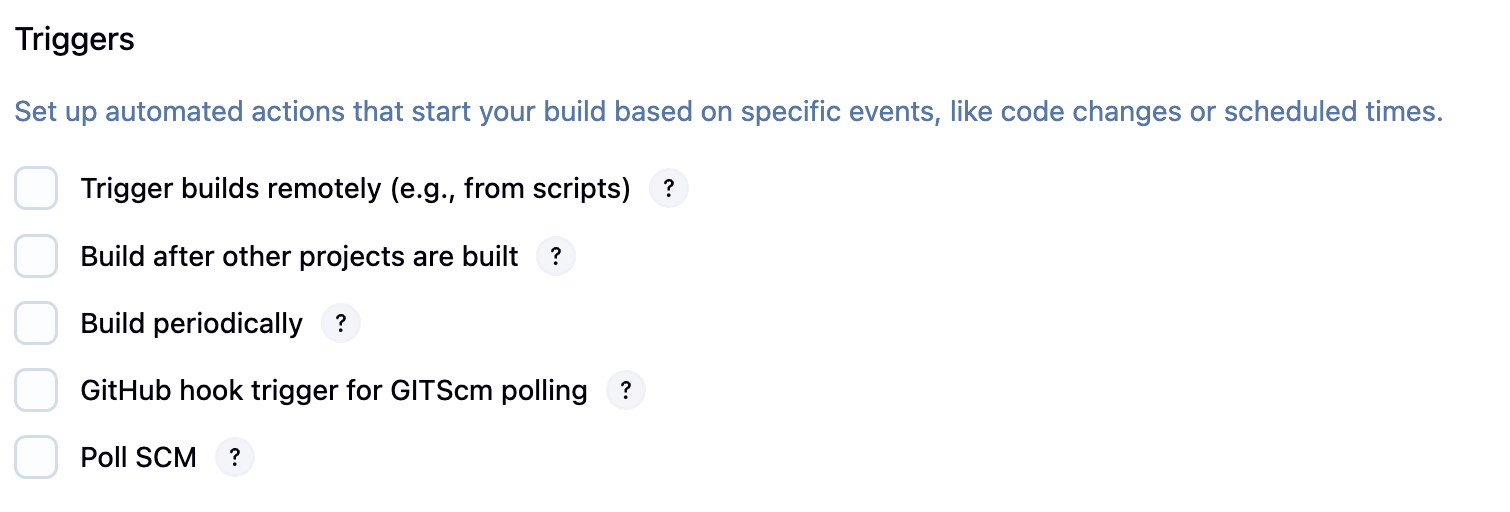 Triggers
Set up automated actions that start your build based on specific events, like code changes or scheduled times.
Trigger builds remotely (e.g., from scripts) ?
Build after other projects are built ?
Build periodically ?
GitHub hook trigger for GITScm polling ?
Poll SCM ?